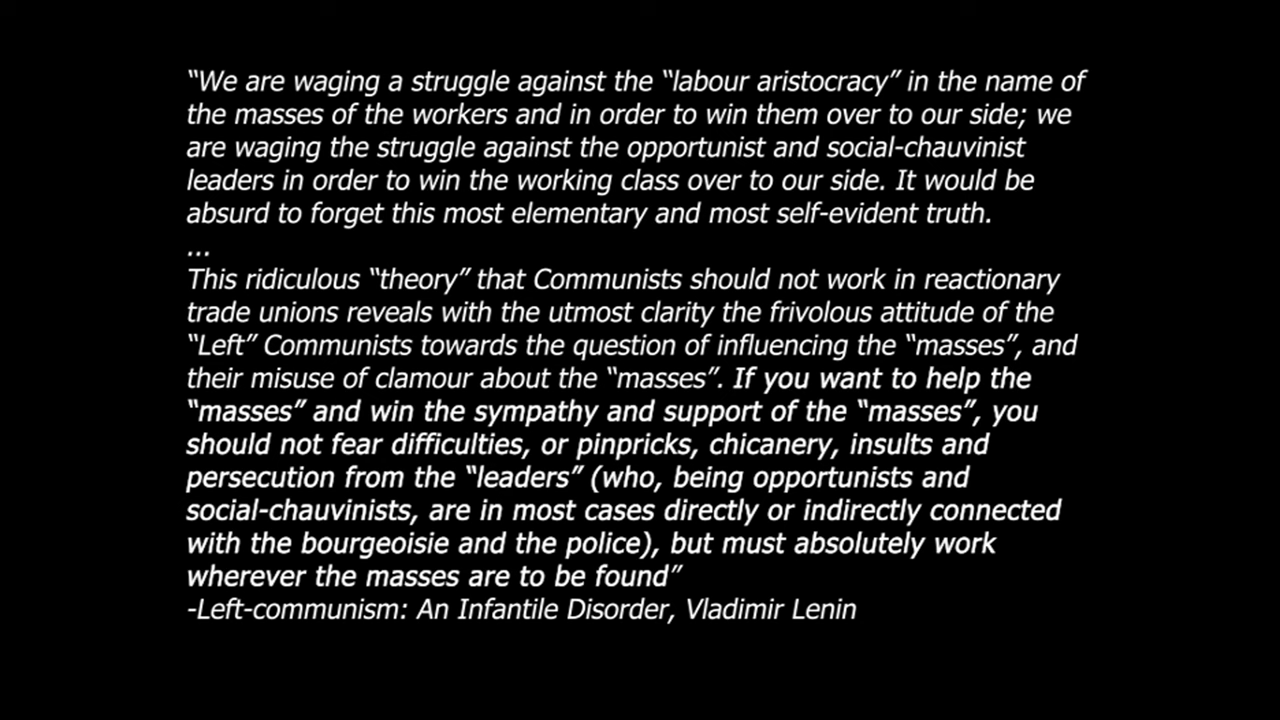 “We are waging a struggle against the “labour aristocracy” in the name of
the masses of the workers and in order to win them over to our side; we
are waging the struggle against the opportunist and social-chauvinist
leaders in order to win the working class over to our side. It would be
absurd to forget this most elementary and most self-evident truth.
...
This ridiculous “theory” that Communists should not work in reactionary
trade unions reveals with the utmost clarity the frivolous attitude of the
“Left” Communists towards the question of influencing the “masses”, and
their misuse of clamour about the “masses”. If you want to help the
“masses” and win the sympathy and support of the “masses”, you
should not fear difficulties, or pinpricks, chicanery, insults and
persecution from the “leaders” (who, being opportunists and
social-chauvinists, are in most cases directly or indirectly connected
with the bourgeoisie and the police), but must absolutely work
wherever the masses are to be found”
-Left-communism: An Infantile Disorder, Vladimir Lenin